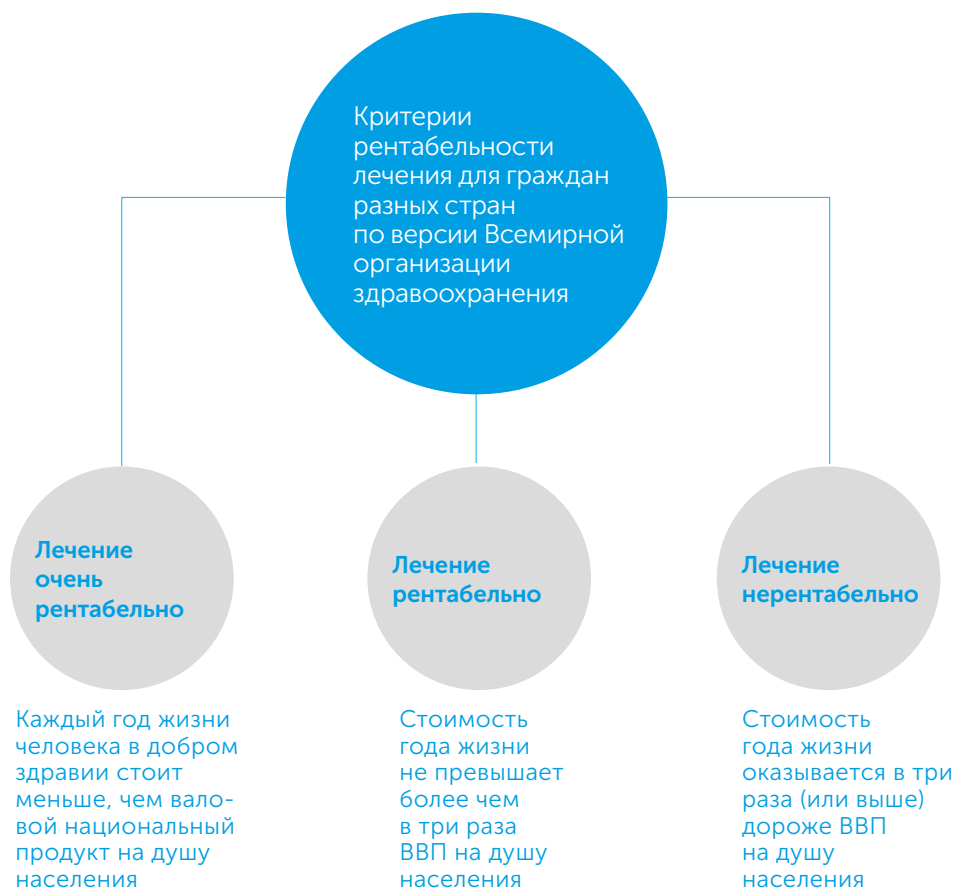 Критерии
рентабельности
лечения для граждан
разных стран
по версии Всемирной
организации
здравоохранения
Лечение
очень
рентабельно
Каждый год жизни
человека в добром
здравии стоит
меньше, чем вало-
вой национальный
продукт на душу
населения
Лечение
рентабельно
Стоимость
года жизни
не превышает
более чем
в три раза
ВВП на душу
населения
Лечение
нерентабельно
Стоимость
года жизни
оказывается в три
раза (или выше)
дороже ВВП
на душу
населения